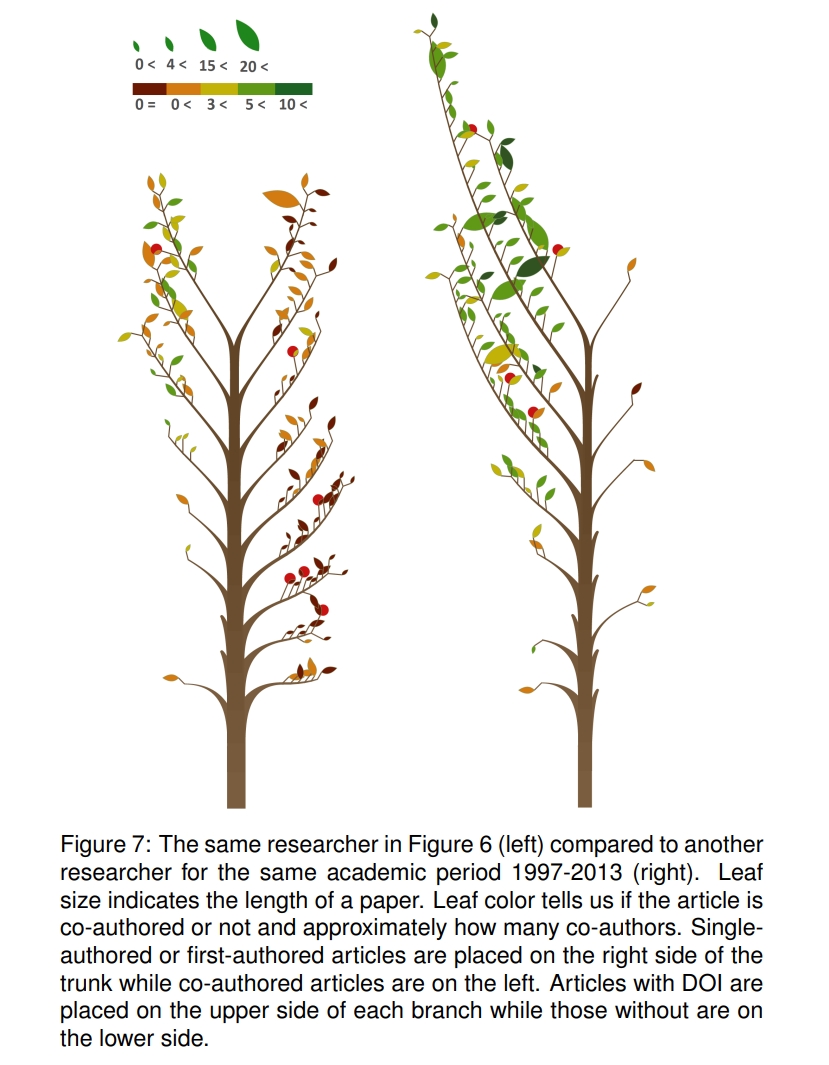 0 < 4 < 15 < 20 <
0 = 0 < 3 < 5 < 10 <
Figure 7: The same researcher in Figure 6 (left) compared to another
researcher for the same academic period 1997-2013 (right). Leaf
size indicates the length of a paper. Leaf color tells us if the article is
co-authored or not and approximately how many co-authors. Single-
authored or first-authored articles are placed on the right side of the
trunk while co-authored articles are on the left. Articles with DOI are
placed on the upper side of each branch while those without are on
the lower side.